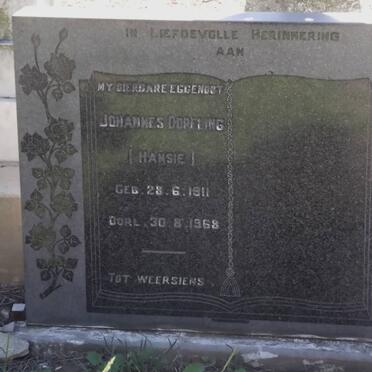 IN LIEFDEVOLLE HERINNERING
AAN
MY DIERBARE EGGENOOT
JOHANNES DORFLING
(HANSIE)
GEB. 28.6.1911
OORL. 30.8.1968
TOT WEERSIENS